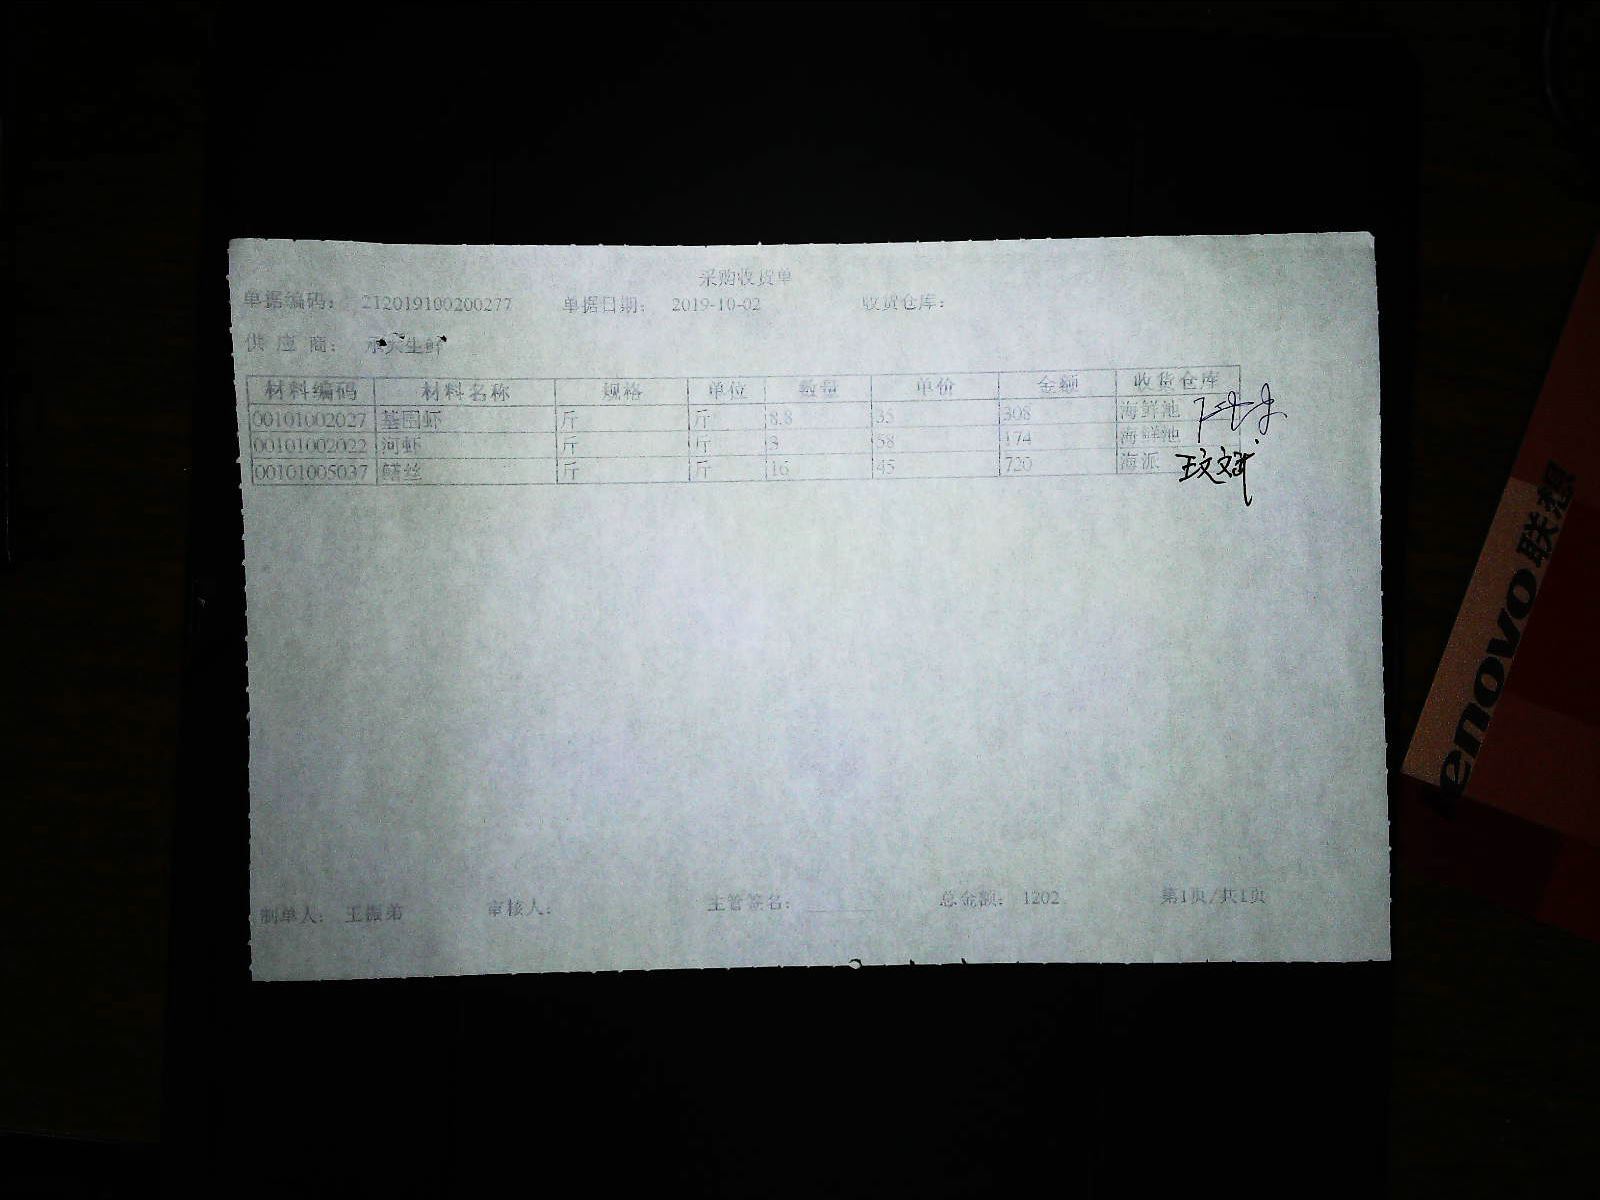 采购收货单
单据编码： 212019100200277 单据日期： 2019-10-02 收货仓库：
供 应 商： 生鲜
材料编码 材料名称 规格 单位 数量 单价 金额 收货仓库
00101002027 基围虾 斤 斤 8.8 35 308 海鲜池
00101002022 河虾 斤 斤 3 58 174 海鲜池
00101005037 鳝丝 斤 斤 16 45 720 海派
制单人： 王振弟 审核人： 主管签名： 总金额： 1202 第1页/共1页
lenovo联想